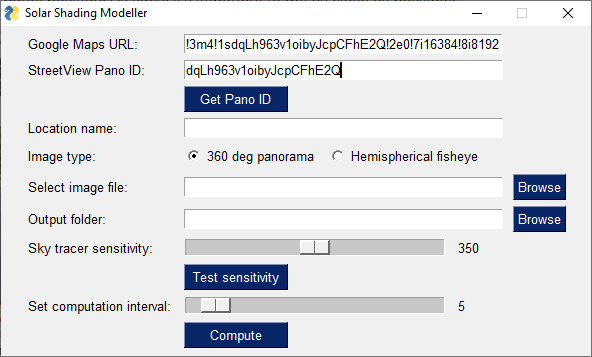 Solar Shading Modeller
Google Maps URL: !3m4!1sdqLh963v1oibyJcpCFhE2Q!2e0!7i16384!8i8192
StreetView Pano ID: dqLh963v1oibyJcpCFhE2Q
Get Pano ID
Location name:
Image type: 360 deg panorama Hemispherical fisheye
Select image file: Browse
Output folder: Browse
Sky tracer sensitivity: 350
Test sensitivity
Set computation interval: 5
Compute